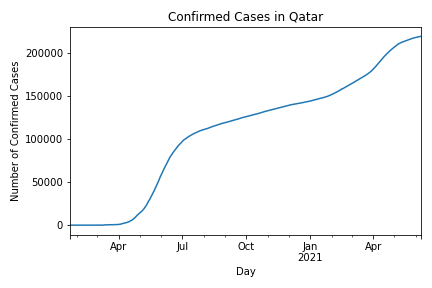 Confirmed Cases in Qatar
200000
150000
100000
50000
0
Number of Confirmed Cases
Apr
Jul
Oct
Jan
2021
Apr
Day